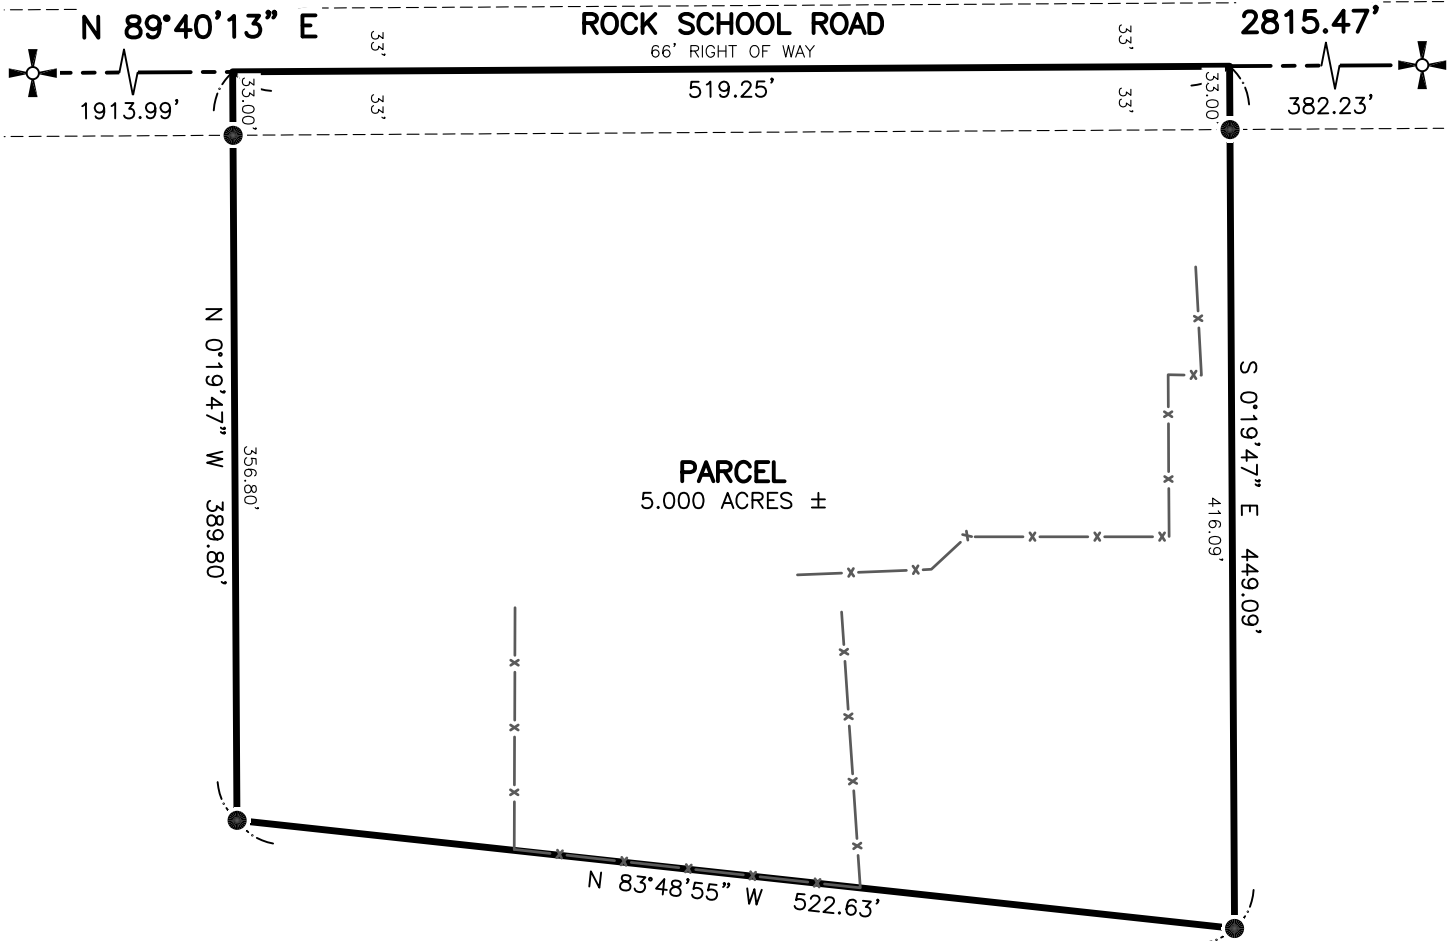 N 89°40'13" E
ROCK SCHOOL ROAD
2815.47'
66' RIGHT OF WAY
33'
33'
1913.99'
519.25'
382.23'
33.00'
33'
33'
33.00'
N 0°19'47" W 389.80'
356.80'
S 0°19'47" E 449.09'
416.09'
PARCEL
5.000 ACRES ±
N 83°48'55" W 522.63'